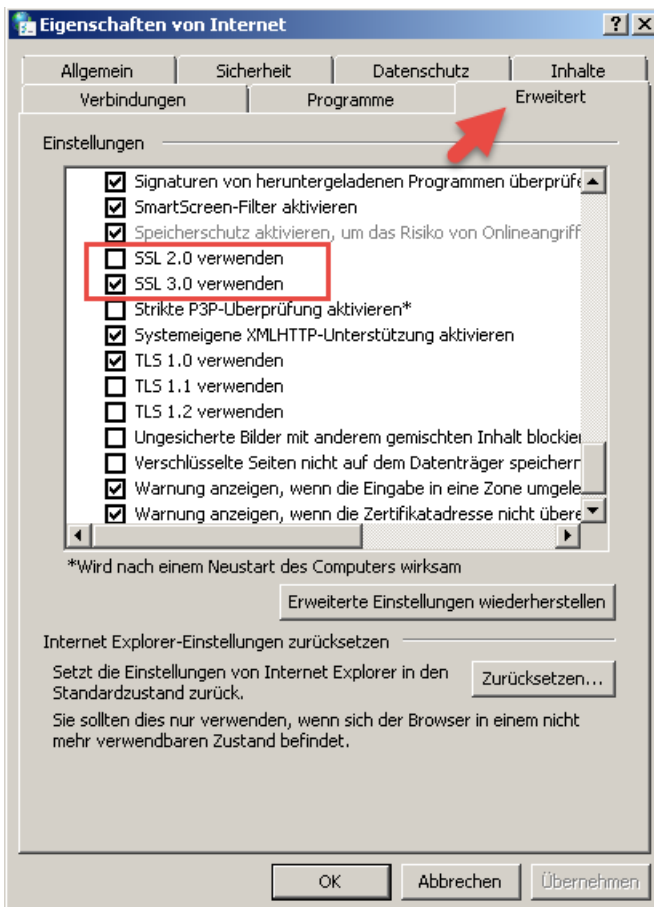 Eigenschaften von Internet
Allgemein Sicherheit Datenschutz Inhalte
Verbindungen Programme Erweitert
Einstellungen
Signaturen von heruntergeladenen Programmen überprüfe
SmartScreen-Filter aktivieren
Speicherschutz aktivieren, um das Risiko von Onlineangriff
SSL 2.0 verwenden
SSL 3.0 verwenden
Strikte P3P-Überprüfung aktivieren*
Systemeigene XMLHTTP-Unterstützung aktivieren
TLS 1.0 verwenden
TLS 1.1 verwenden
TLS 1.2 verwenden
Ungesicherte Bilder mit anderem gemischten Inhalt blockier
Verschlüsselte Seiten nicht auf dem Datenträger speichern
Warnung anzeigen, wenn die Eingabe in eine Zone umgele
Warnung anzeigen, wenn die Zertifikatadresse nicht übere
*Wird nach einem Neustart des Computers wirksam
Erweiterte Einstellungen wiederherstellen
Internet Explorer-Einstellungen zurücksetzen
Setzt die Einstellungen von Internet Explorer in den
Standardzustand zurück.
Zurücksetzen...
Sie sollten dies nur verwenden, wenn sich der Browser in einem nicht
mehr verwendbaren Zustand befindet.
OK Abbrechen Übernehmen